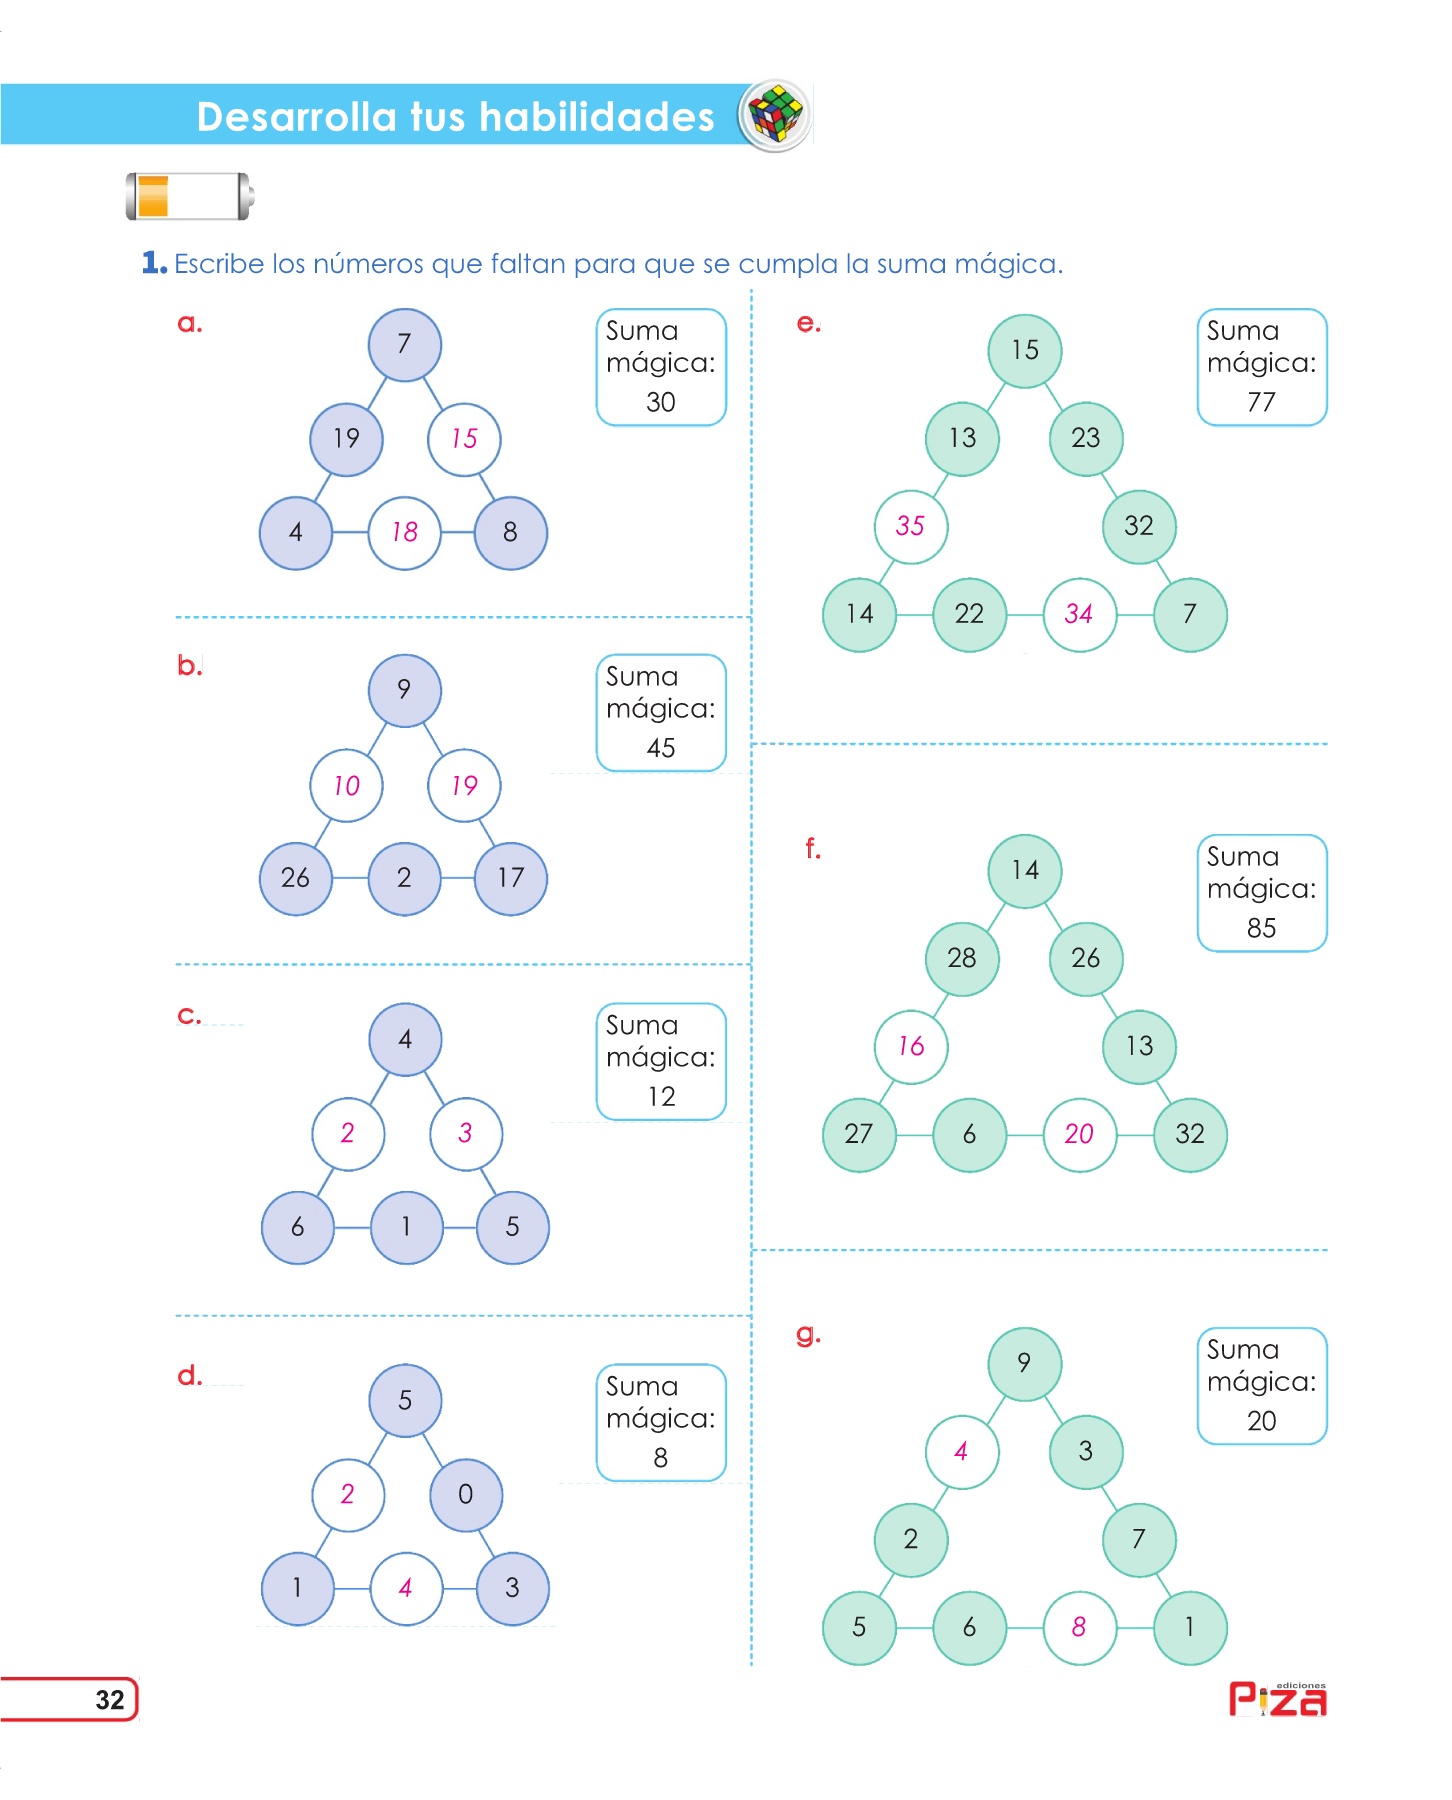 Desarrolla tus habilidades
1. Escribe los números que faltan para que se cumpla la suma mágica.
a.
7
19 15
4 18 8
Suma
mágica:
30
b.
9
10 19
26 2 17
Suma
mágica:
45
c.
4
2 3
6 1 5
Suma
mágica:
12
d.
5
2 0
1 4 3
Suma
mágica:
8
e.
15
13 23
35 32
14 22 34 7
Suma
mágica:
77
f.
14
28 26
16 13
27 6 20 32
Suma
mágica:
85
g.
9
4 3
2 7
5 6 8 1
Suma
mágica:
20
32
ediciones
Piza